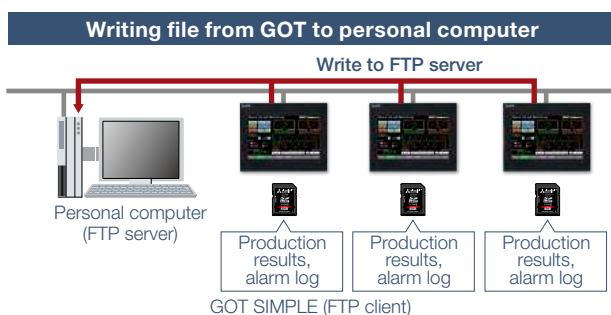 Writing file from GOT to personal computer
Write to FTP server
Personal computer
(FTP server)
Production
results,
alarm log
Production
results,
alarm log
Production
results,
alarm log
GOT SIMPLE (FTP client)